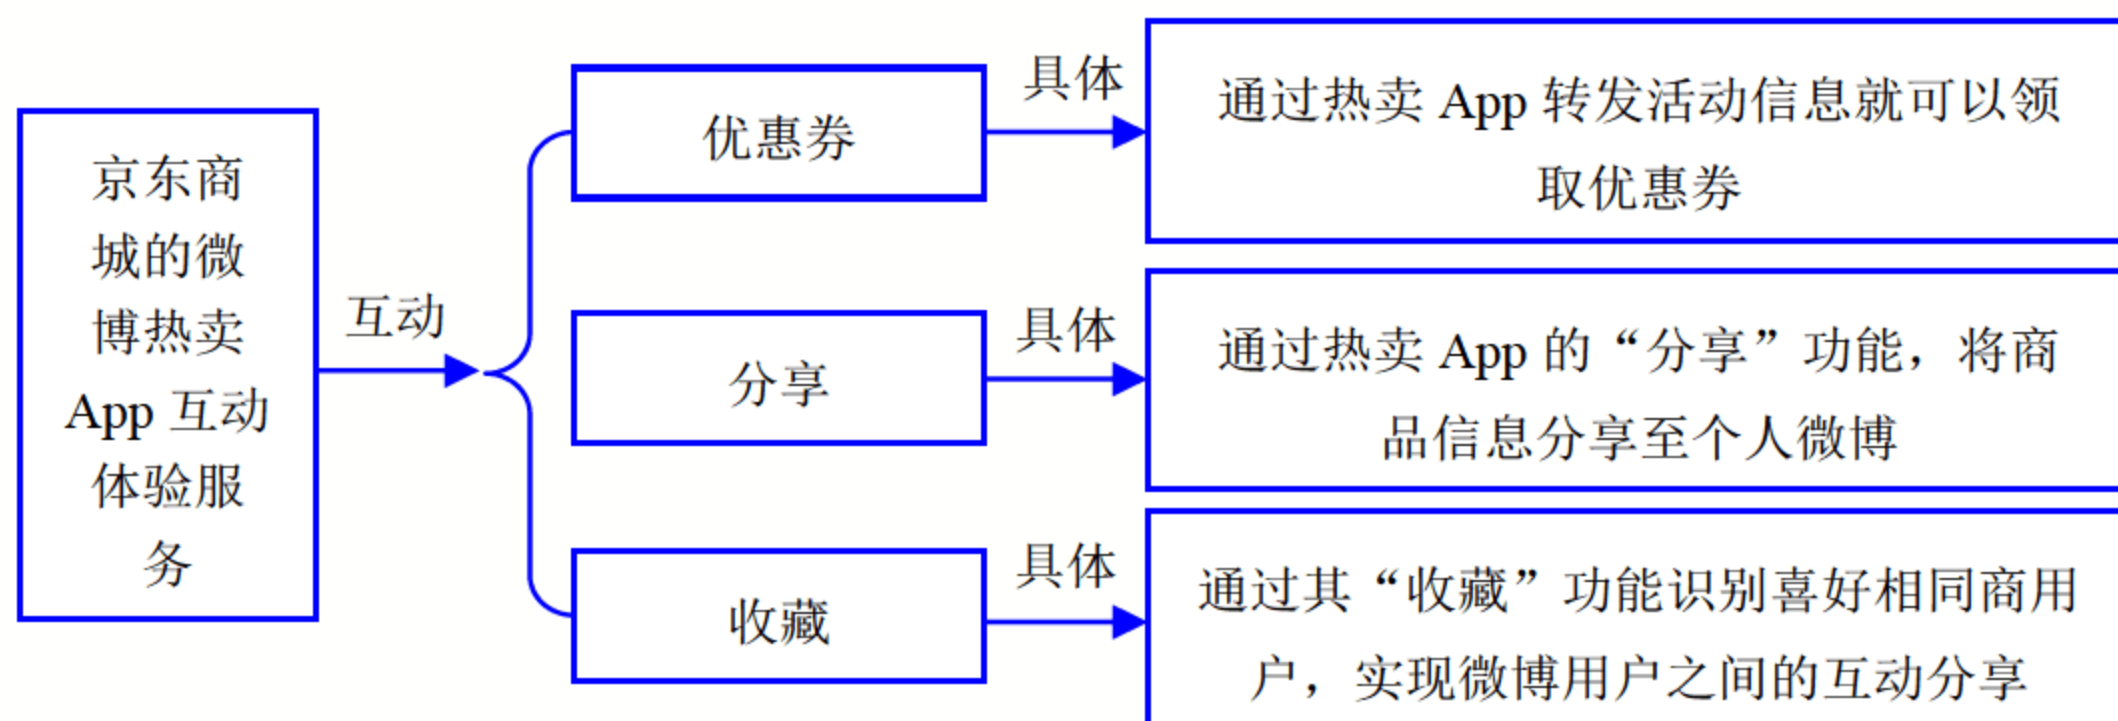 京东商
城的微
博热卖
App 互动
体验服
务
互动
优惠券
具体
通过热卖 App 转发活动信息就可以领
取优惠券
分享
具体
通过热卖 App 的“分享”功能，将商
品信息分享至个人微博
收藏
具体
通过其“收藏”功能识别喜好相同商用
户，实现微博用户之间的互动分享